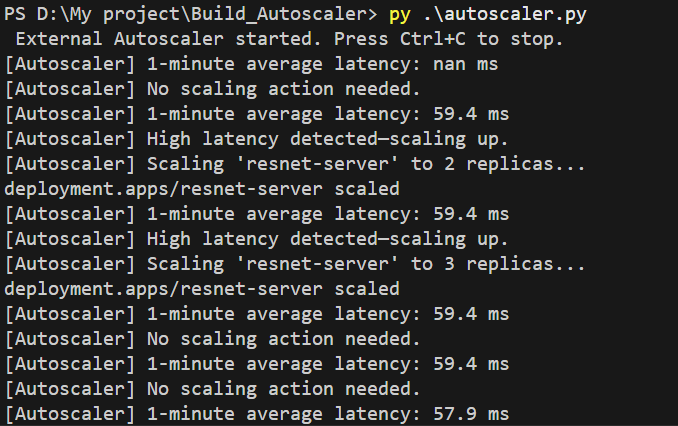 PS D:\My project\Build_Autoscaler> py .\autoscaler.py
External Autoscaler started. Press Ctrl+C to stop.
[Autoscaler] 1-minute average latency: nan ms
[Autoscaler] No scaling action needed.
[Autoscaler] 1-minute average latency: 59.4 ms
[Autoscaler] High latency detected—scaling up.
[Autoscaler] Scaling 'resnet-server' to 2 replicas...
deployment.apps/resnet-server scaled
[Autoscaler] 1-minute average latency: 59.4 ms
[Autoscaler] High latency detected—scaling up.
[Autoscaler] Scaling 'resnet-server' to 3 replicas...
deployment.apps/resnet-server scaled
[Autoscaler] 1-minute average latency: 59.4 ms
[Autoscaler] No scaling action needed.
[Autoscaler] 1-minute average latency: 59.4 ms
[Autoscaler] No scaling action needed.
[Autoscaler] 1-minute average latency: 57.9 ms